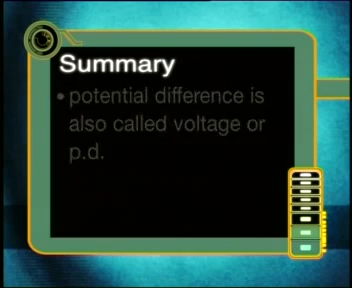 Summary
• potential difference is
also called voltage or
p.d.